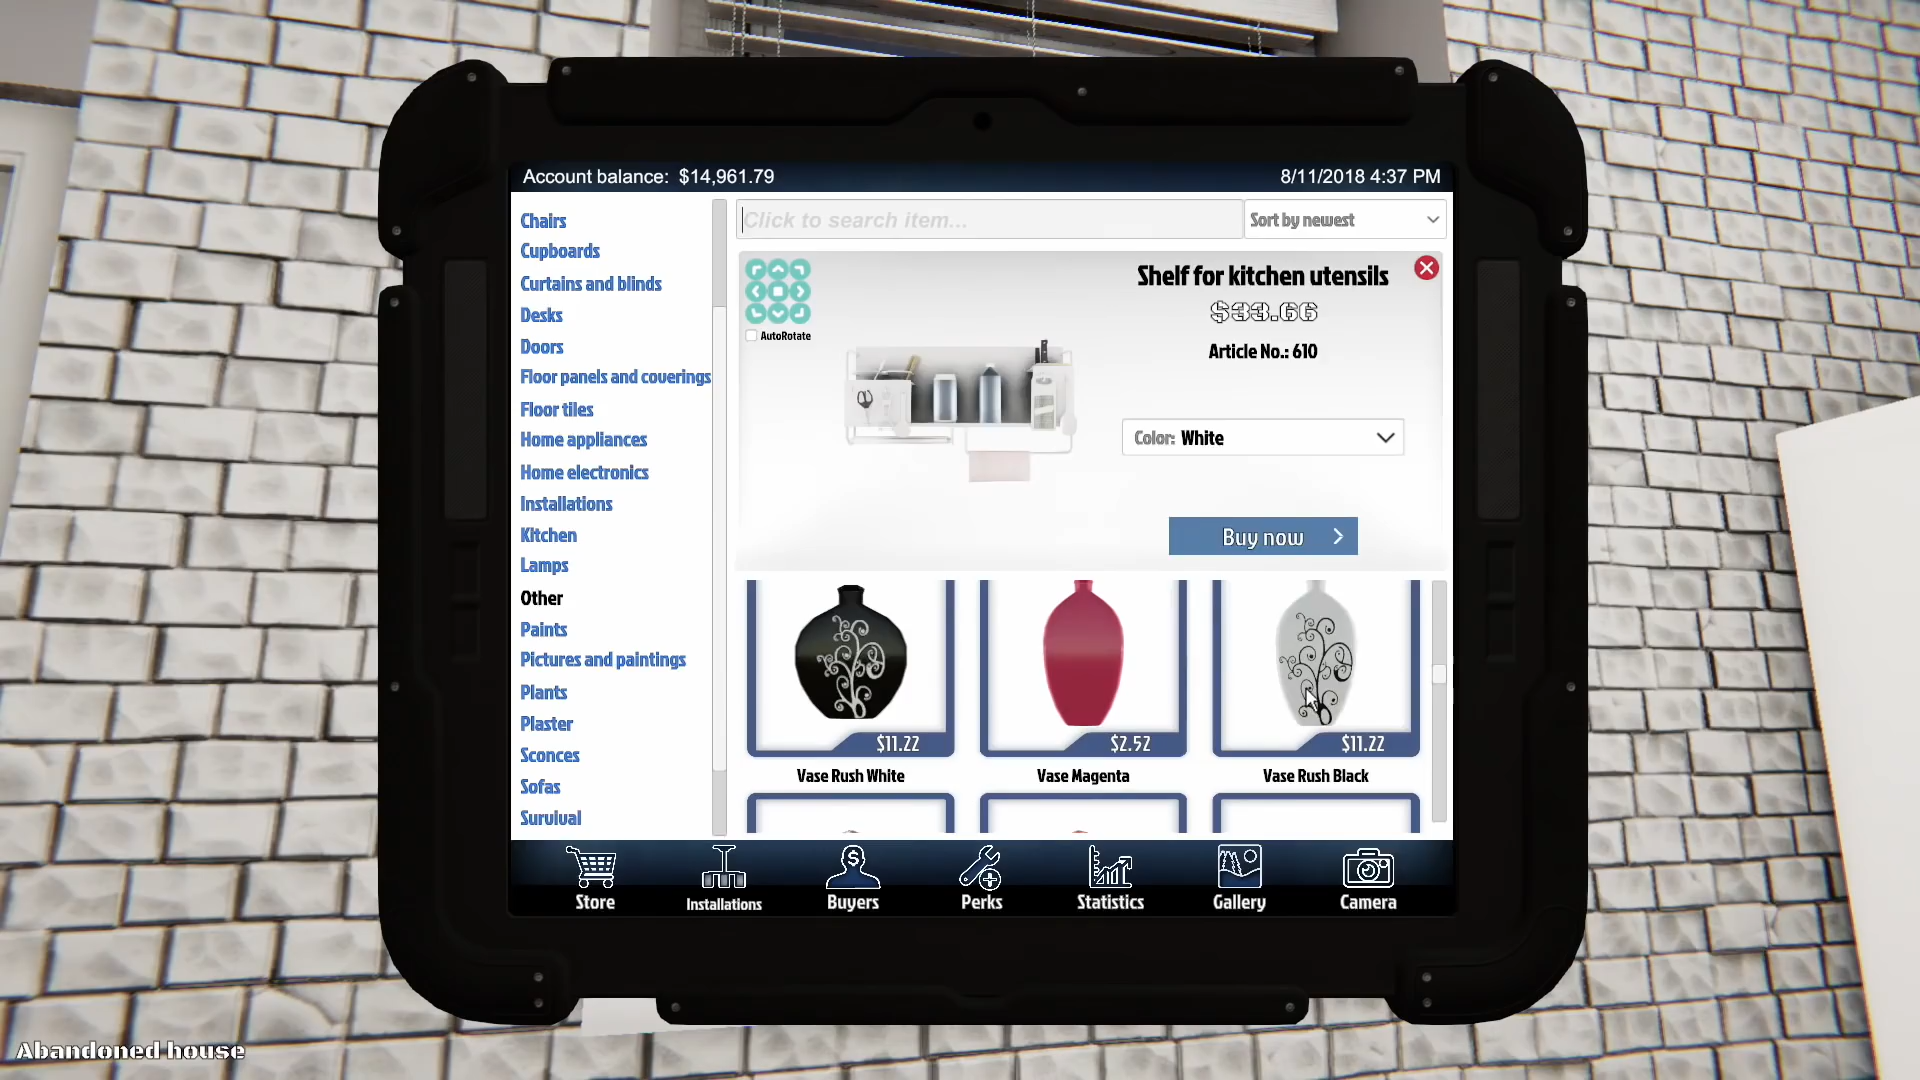 Account balance: $14,961.79
8/11/2018 4:37 PM
Chairs
Cupboards
Curtains and blinds
Desks
Doors
Floor panels and coverings
Floor tiles
Home appliances
Home electronics
Installations
Kitchen
Lamps
Other
Paints
Pictures and paintings
Plants
Plaster
Sconces
Sofas
Survival
Click to search item...
Sort by newest
AutoRotate
Shelf for kitchen utensils
$33.66
Article No.: 610
Color: White
Buy now
$11.22
$2.52
$11.22
Vase Rush White
Vase Magenta
Vase Rush Black
Store
Installations
Buyers
Perks
Statistics
Gallery
Camera
Abandoned house